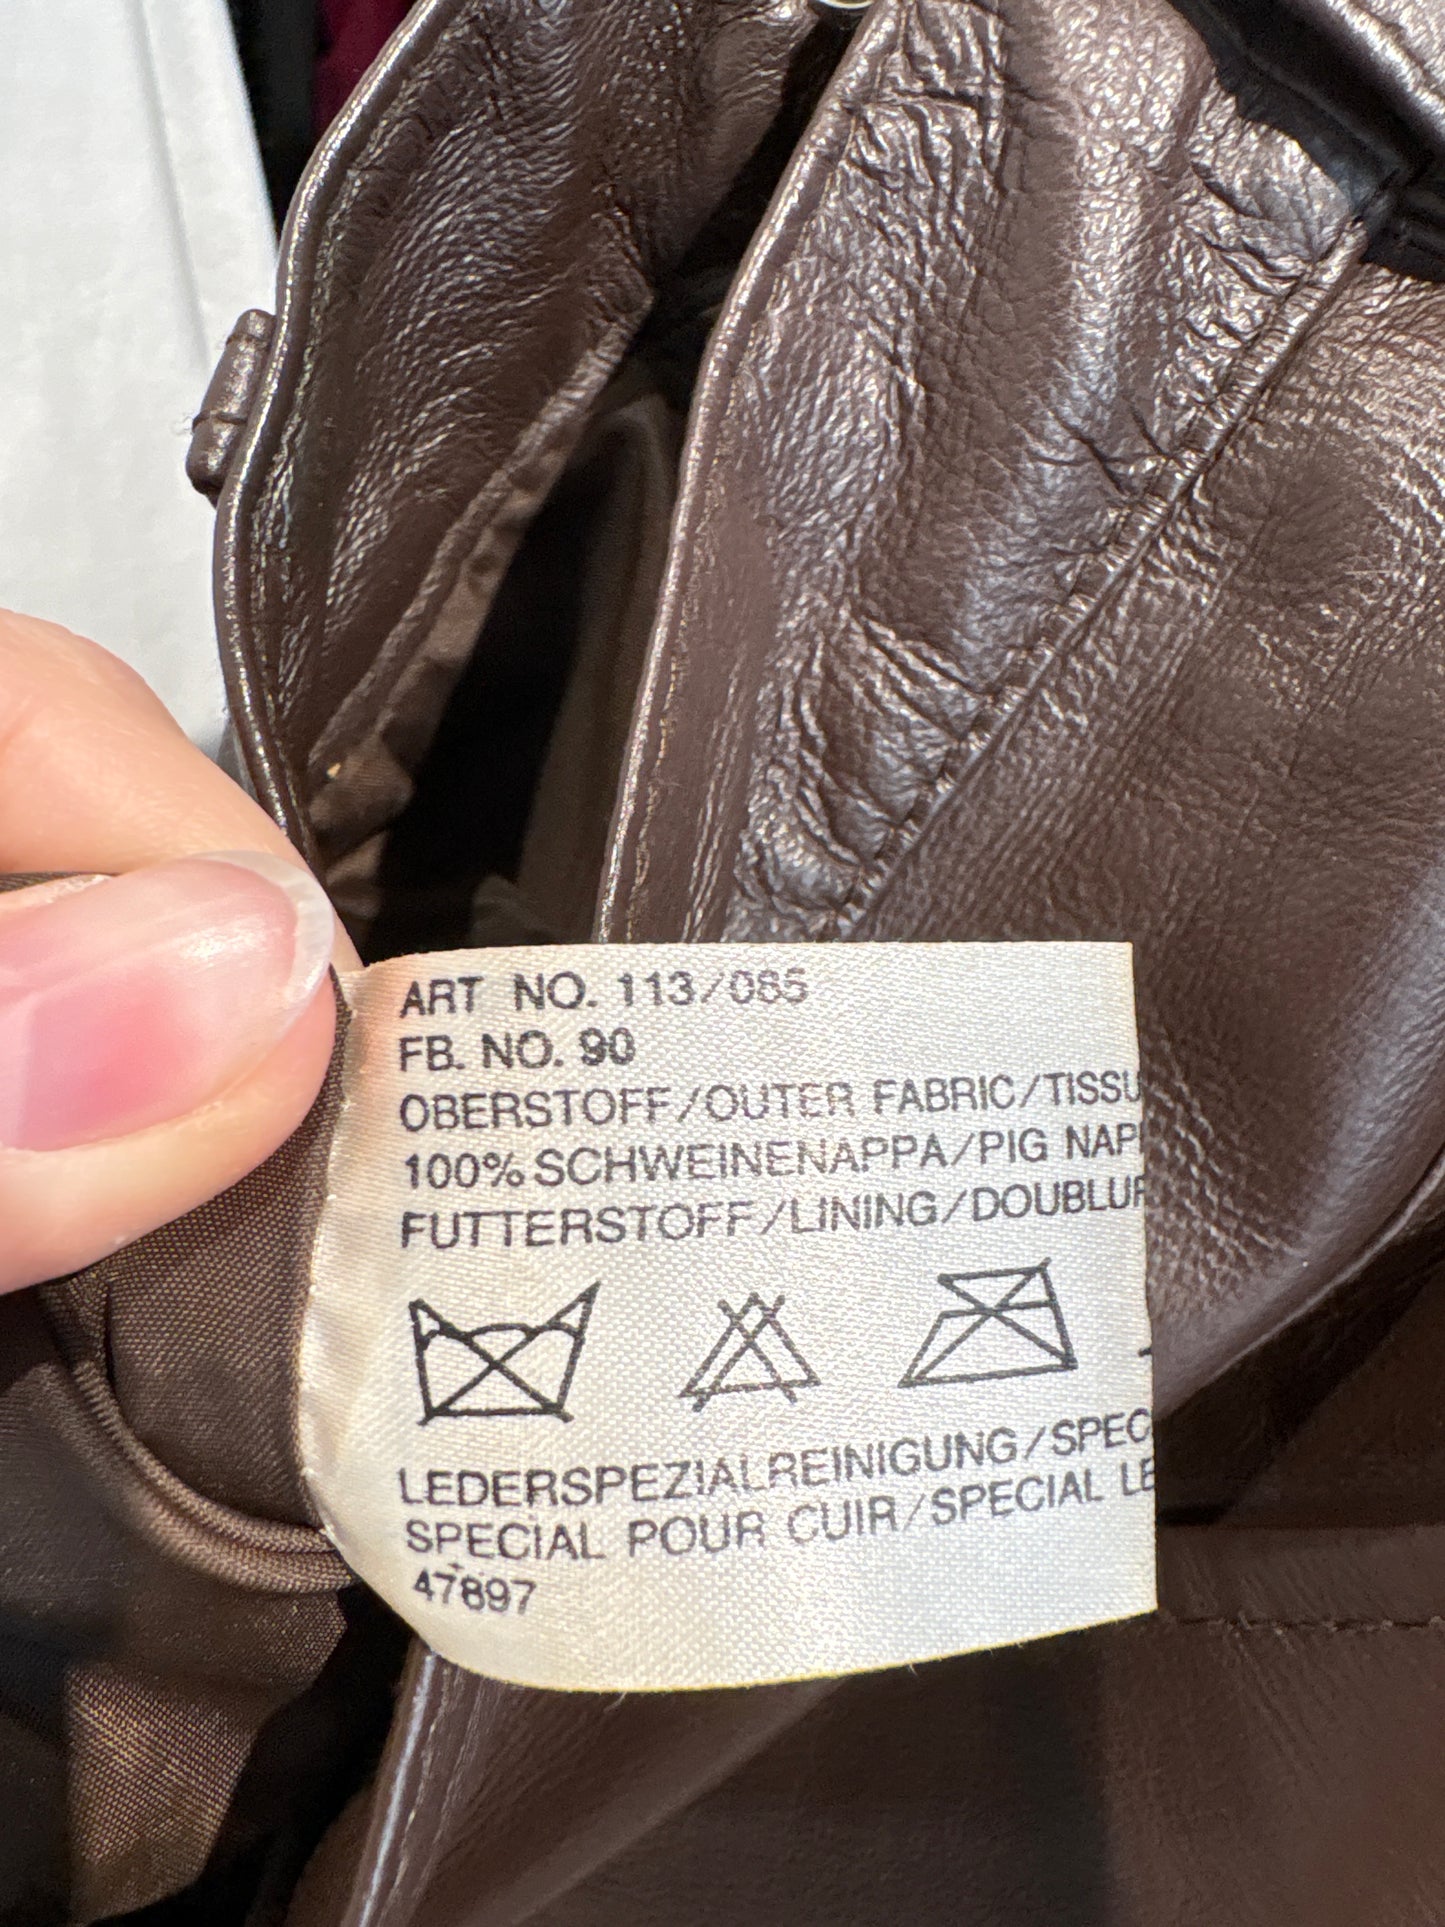 ART NO. 113/085
FB. NO. 90
OBERSTOFF/OUTER FABRIC/TISSU
100% SCHWEINENAPPA/PIG NAP
FUTTERSTOFF/LINING/DOUBLU
LEDERSPEZIALREINIGUNG/SPEC
SPECIAL POUR CUIR/SPECIAL LE
47897